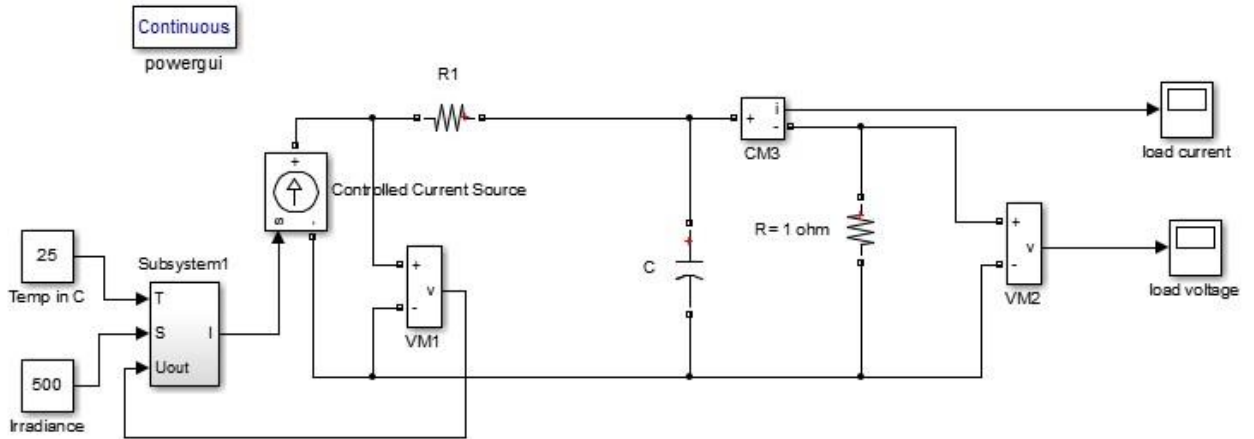 Continuous
powergui
R1
+
i
+
-
CM3
load current
+
s
-
Controlled Current Source
25
Temp in C
Subsystem1
T
S
I
Uout
500
Irradiance
+
v
-
VM1
C
R= 1 ohm
+
v
-
VM2
load voltage